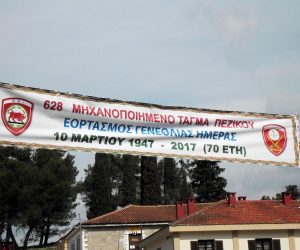 628 ΜΗΧΑΝΟΠΟΙΗΜΕΝΟ ΤΑΓΜΑ ΠΕΖΙΚΟΥ
ΕΟΡΤΑΣΜΟΣ ΓΕΝΕΘΛΙΑΣ ΗΜΕΡΑΣ
10 ΜΑΡΤΙΟΥ 1947 - 2017 (70 ΕΤΗ)